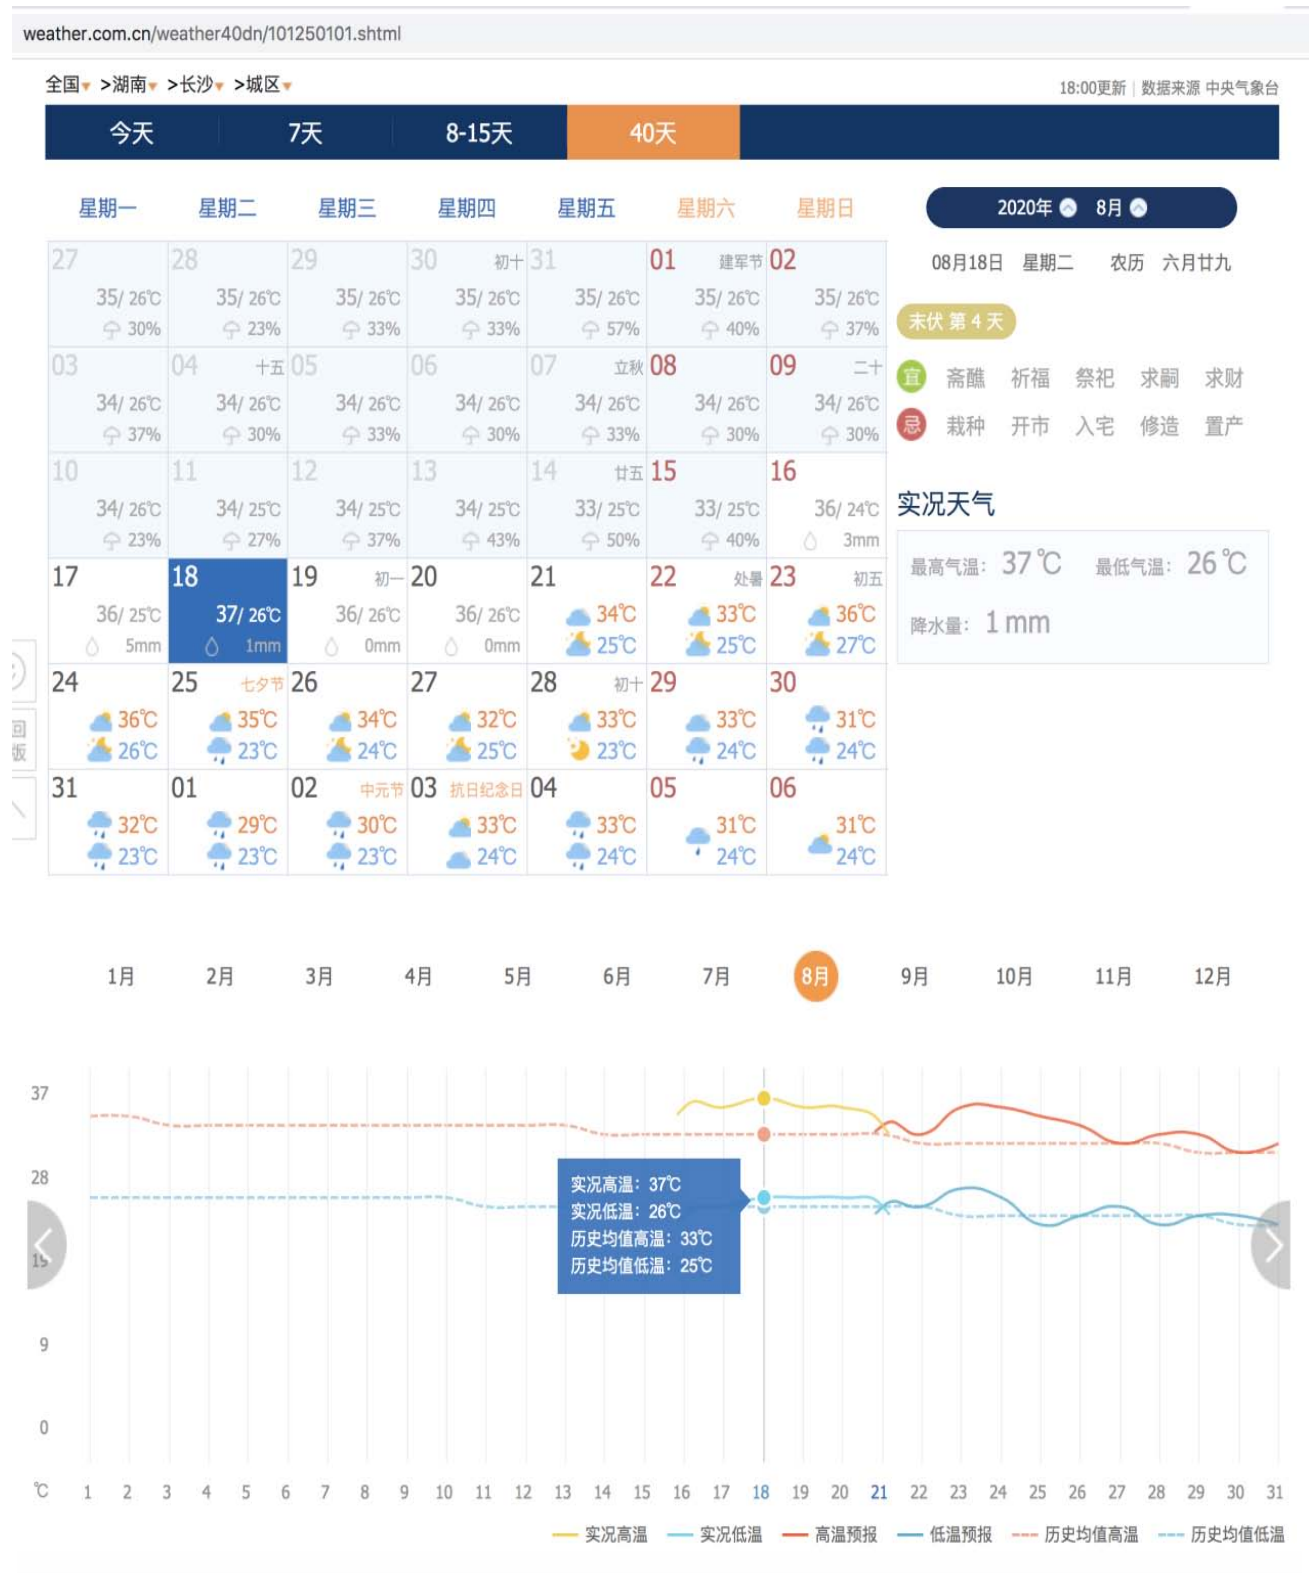 weather.com.cn/weather40dn/101250101.shtml
全国 >湖南 >长沙 >城区
18:00更新 | 数据来源 中央气象台
今天 7天 8-15天 40天
星期一 星期二 星期三 星期四 星期五 星期六 星期日
27 28 29 30 初十 31 01 建军节 02
35/ 26℃ 35/ 26℃ 35/ 26℃ 35/ 26℃ 35/ 26℃ 35/ 26℃ 35/ 26℃
30% 23% 33% 33% 57% 40% 37%
03 04 十五 05 06 07 立秋 08 09 二十
34/ 26℃ 34/ 26℃ 34/ 26℃ 34/ 26℃ 34/ 26℃ 34/ 26℃ 34/ 26℃
37% 30% 33% 30% 33% 30% 30%
10 11 12 13 14 廿五 15 16
34/ 26℃ 34/ 25℃ 34/ 25℃ 34/ 25℃ 33/ 25℃ 33/ 25℃ 36/ 24℃
23% 27% 37% 43% 50% 40% 3mm
17 18 19 初一 20 21 22 处暑 23 初五
36/ 25℃ 37/ 26℃ 36/ 26℃ 36/ 26℃ 34℃ 33℃ 36℃
5mm 1mm 0mm 0mm 25℃ 25℃ 27℃
24 25 七夕节 26 27 28 初十 29 30
36℃ 35℃ 34℃ 32℃ 33℃ 33℃ 31℃
26℃ 23℃ 24℃ 25℃ 23℃ 24℃ 24℃
31 01 02 中元节 03 抗日纪念日 04 05 06
32℃ 29℃ 30℃ 33℃ 33℃ 31℃ 31℃
23℃ 23℃ 23℃ 24℃ 24℃ 24℃ 24℃
2020年 8月
08月18日 星期二 农历 六月廿九
末伏 第 4 天
宜 斋醮 祈福 祭祀 求嗣 求财
忌 栽种 开市 入宅 修造 置产
实况天气
最高气温: 37℃ 最低气温: 26℃
降水量: 1mm
回
版
1月 2月 3月 4月 5月 6月 7月 8月 9月 10月 11月 12月
37
28
19
9
0
实况高温: 37℃
实况低温: 26℃
历史均值高温: 33℃
历史均值低温: 25℃
℃ 1 2 3 4 5 6 7 8 9 10 11 12 13 14 15 16 17 18 19 20 21 22 23 24 25 26 27 28 29 30 31
实况高温 实况低温 高温预报 低温预报 历史均值高温 历史均值低温